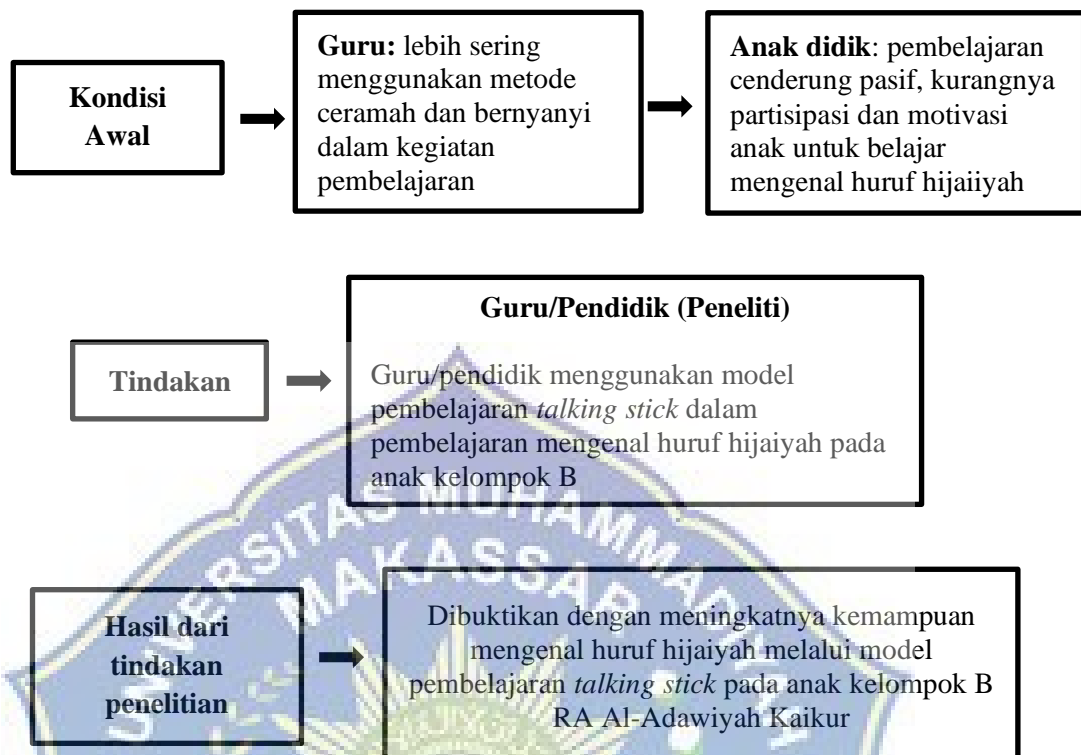 Kondisi
Awal
Guru: lebih sering
menggunakan metode
ceramah dan bernyanyi
dalam kegiatan
pembelajaran
Anak didik: pembelajaran
cenderung pasif, kurangnya
partisipasi dan motivasi
anak untuk belajar
mengenal huruf hijaiiyah
Tindakan
Guru/Pendidik (Peneliti)
Guru/pendidik menggunakan model
pembelajaran talking stick dalam
pembelajaran mengenal huruf hijaiyah pada
anak kelompok B
UNIVERSITAS MUHAMMADIYA
MAKASSAR
Hasil dari
tindakan
penelitian
Dibuktikan dengan meningkatnya kemampuan
mengenal huruf hijaiyah melalui model
pembelajaran talking stick pada anak kelompok B
RA Al-Adawiyah Kaikur